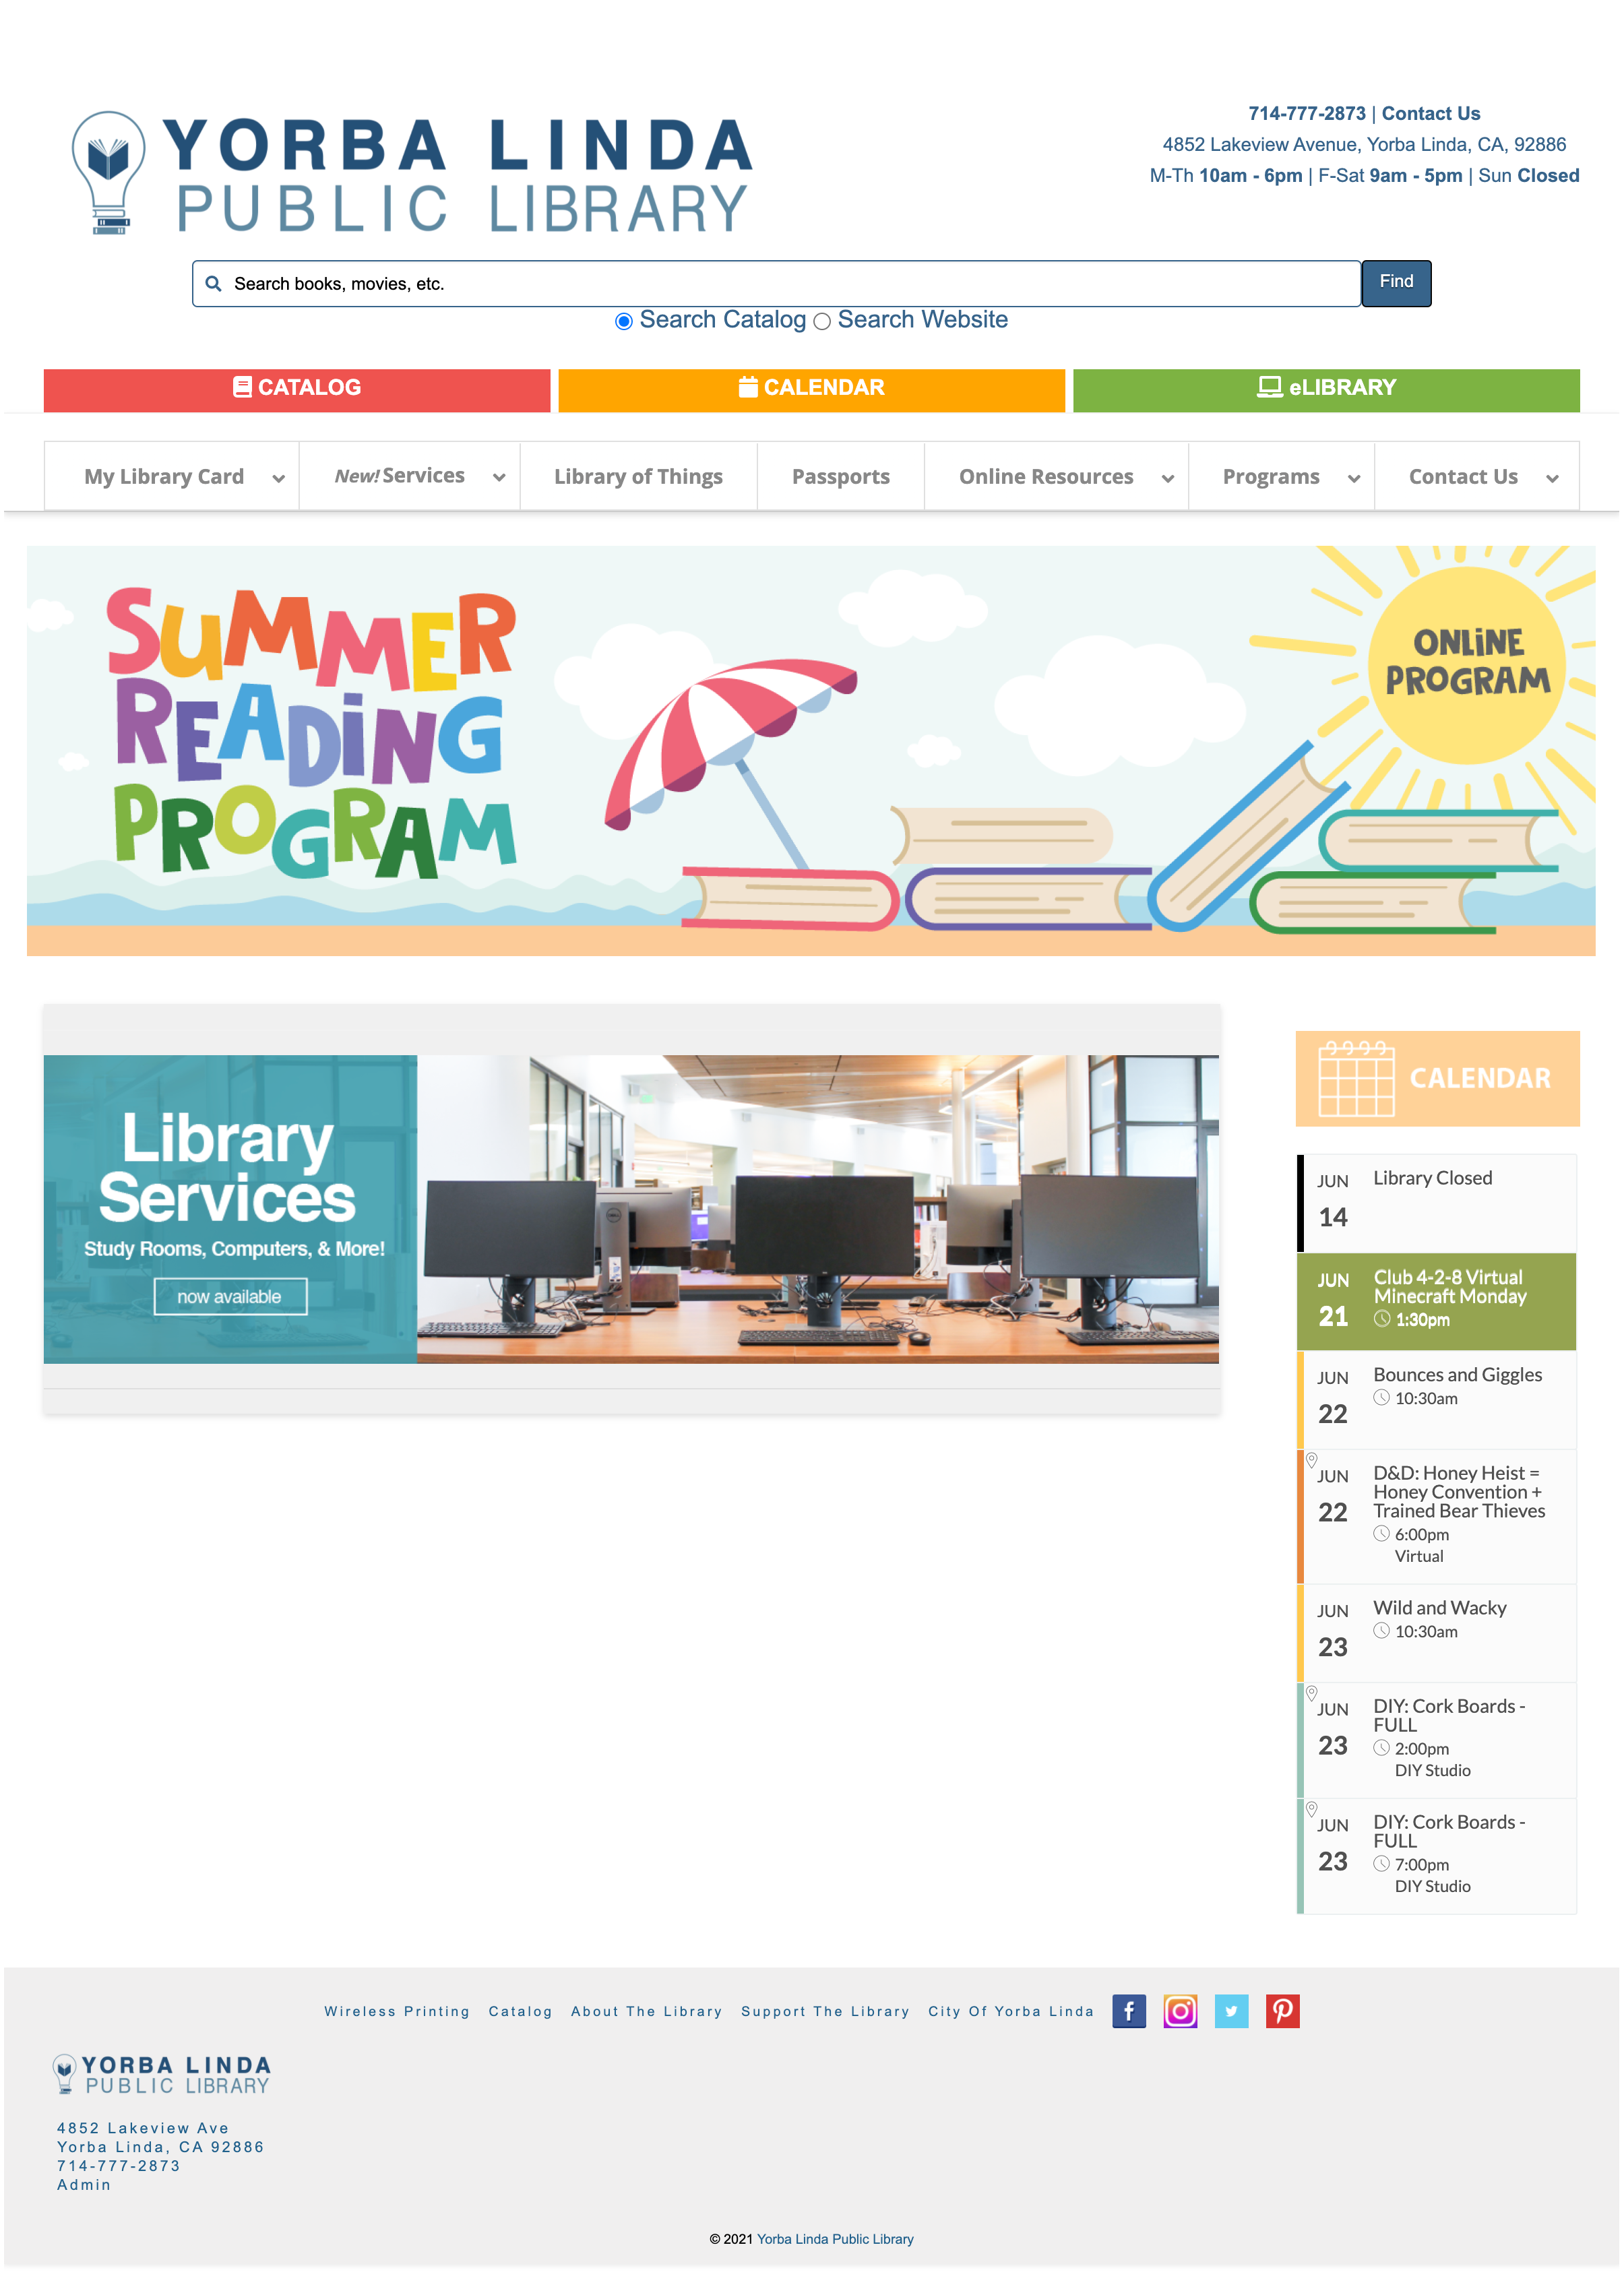 YORBA LINDA
PUBLIC LIBRARY
714-777-2873 | Contact Us
4852 Lakeview Avenue, Yorba Linda, CA, 92886
M-Th 10am - 6pm | F-Sat 9am - 5pm | Sun Closed
Search books, movies, etc.
Find
Search Catalog Search Website
CATALOG
CALENDAR
eLIBRARY
My Library Card
New! Services
Library of Things
Passports
Online Resources
Programs
Contact Us
SUMMER
READING
PROGRAM
ONLINE
PROGRAM
Library
Services
Study Rooms, Computers, & More!
now available
CALENDAR
JUN
14
Library Closed
JUN
21
Club 4-2-8 Virtual
Minecraft Monday
1:30pm
JUN
22
Bounces and Giggles
10:30am
JUN
22
D&D: Honey Heist =
Honey Convention +
Trained Bear Thieves
6:00pm
Virtual
JUN
23
Wild and Wacky
10:30am
JUN
23
DIY: Cork Boards -
FULL
2:00pm
DIY Studio
JUN
23
DIY: Cork Boards -
FULL
7:00pm
DIY Studio
Wireless Printing Catalog About The Library Support The Library City Of Yorba Linda
YORBA LINDA
PUBLIC LIBRARY
4852 Lakeview Ave
Yorba Linda, CA 92886
714-777-2873
Admin
© 2021 Yorba Linda Public Library